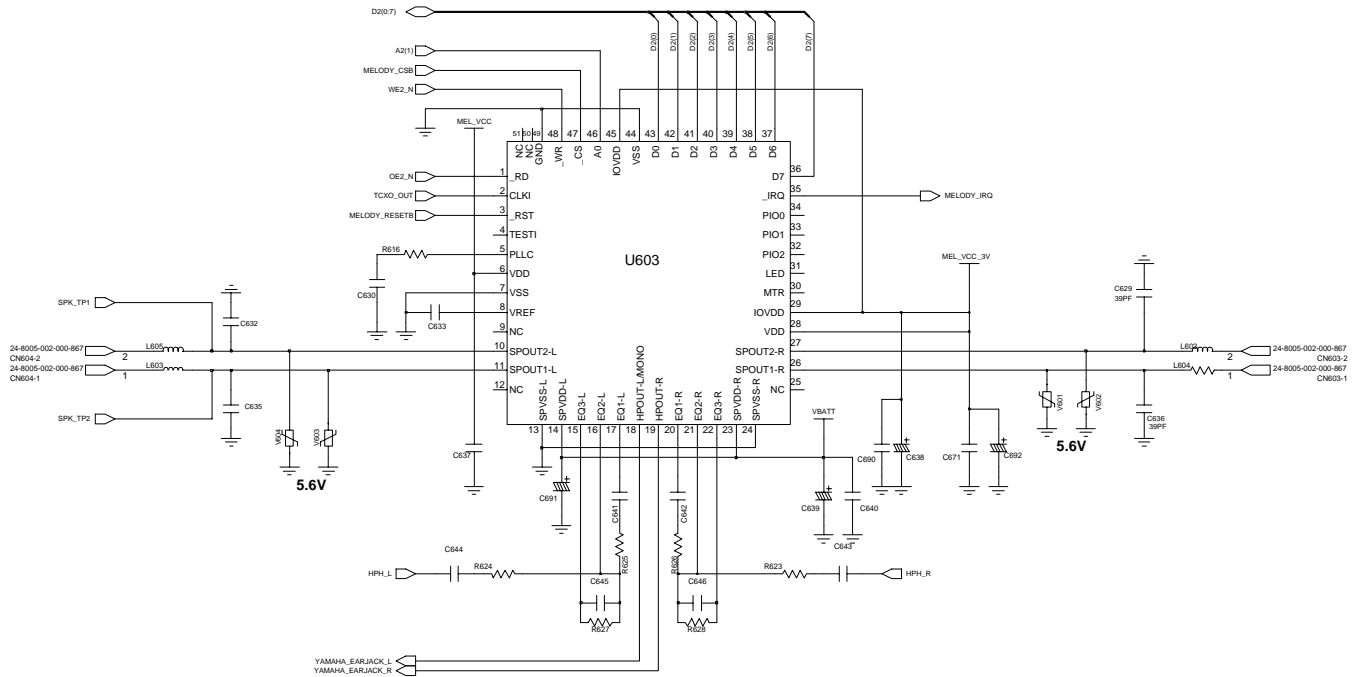 D2(0:7)
D2(0)
D2(1)
D2(2)
D2(3)
D2(4)
D2(5)
D2(6)
D2(7)
A2(1)
MELODY_CSB
WE2_N
MEL_VCC
51 50 49 48 47 46 45 44 43 42 41 40 39 38 37
NC NC GND _WR _CS A0 IOVDD VSS D0 D1 D2 D3 D4 D5 D6
OE2_N 1 _RD
TCXO_OUT 2 CLKI
MELODY_RESETB 3 _RST
4 TESTI
R616 5 PLLC
6 VDD
C630 7 VSS
C633 8 VREF
9 NC
10 SPOUT2-L
11 SPOUT1-L
12 NC
U603
D7 36
_IRQ 35 MELODY_IRQ
PIO0 34
PIO1 33
PIO2 32
LED 31
MTR 30
IOVDD 29
VDD 28
SPOUT2-R 27
SPOUT1-R 26
NC 25
MEL_VCC_3V
C629
39PF
SPK_TP1
C632
24-8005-002-000-867 2 L605
CN604-2
24-8005-002-000-867 1 L603
CN604-1
C635
SPK_TP2
V604
V603
5.6V
L602 2 24-8005-002-000-867
CN603-2
L604 1 24-8005-002-000-867
CN603-1
V601
V602
C636
39PF
5.6V
SPVSS-L SPVDD-L EQ3-L EQ2-L EQ1-L HPOUT-L/MONO HPOUT-R EQ1-R EQ2-R EQ3-R SPVDD-R SPVSS-R
13 14 15 16 17 18 19 20 21 22 23 24
VBATT
C637
C691
C641
C642
C690
C638
C671
C692
C639
C640
C643
HPH_L
C644
R624
R625
C645
R627
R626
C646
R628
R623
HPH_R
YAMAHA_EARJACK_L
YAMAHA_EARJACK_R